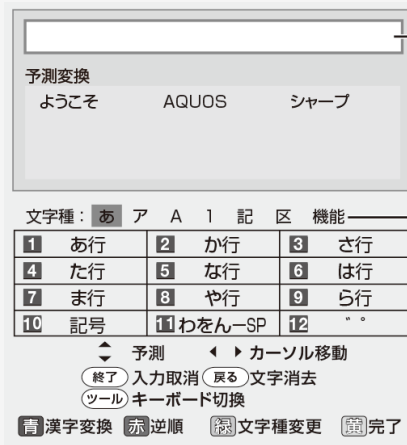 予測変換
ようこそ AQUOS シャープ
文字種： あ ア A 1 記 区 機能
1 あ行 2 か行 3 さ行
4 た行 5 な行 6 は行
7 ま行 8 や行 9 ら行
10 記号 11 わをんーSP 12 ゛゜
予測 カーソル移動
終了 入力取消 戻る 文字消去
ツール キーボード切換
青 漢字変換 赤 逆順 緑 文字種変更 黄 完了